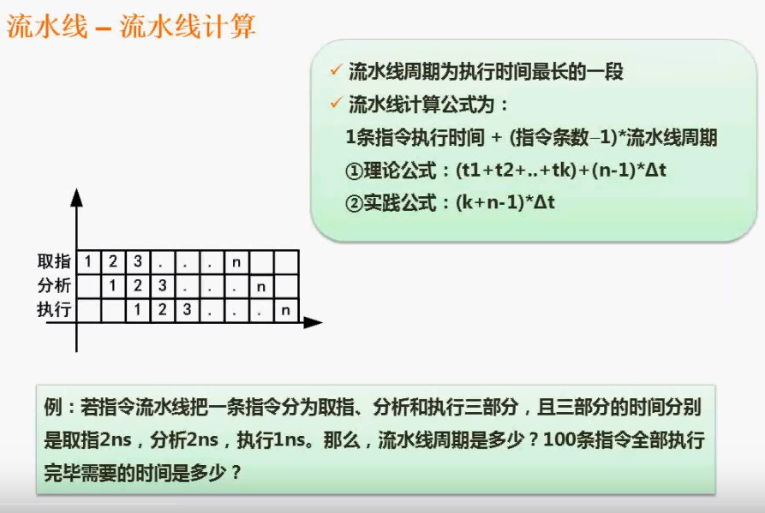 流水线 – 流水线计算
✓ 流水线周期为执行时间最长的一段
✓ 流水线计算公式为：
1条指令执行时间 + (指令条数–1)*流水线周期
①理论公式：(t1+t2+..+tk)+(n-1)*Δt
②实践公式：(k+n-1)*Δt
取指 1 2 3 . . . n
分析 1 2 3 . . . n
执行 1 2 3 . . . n
例：若指令流水线把一条指令分为取指、分析和执行三部分，且三部分的时间分别
是取指2ns，分析2ns，执行1ns。那么，流水线周期是多少？100条指令全部执行
完毕需要的时间是多少？